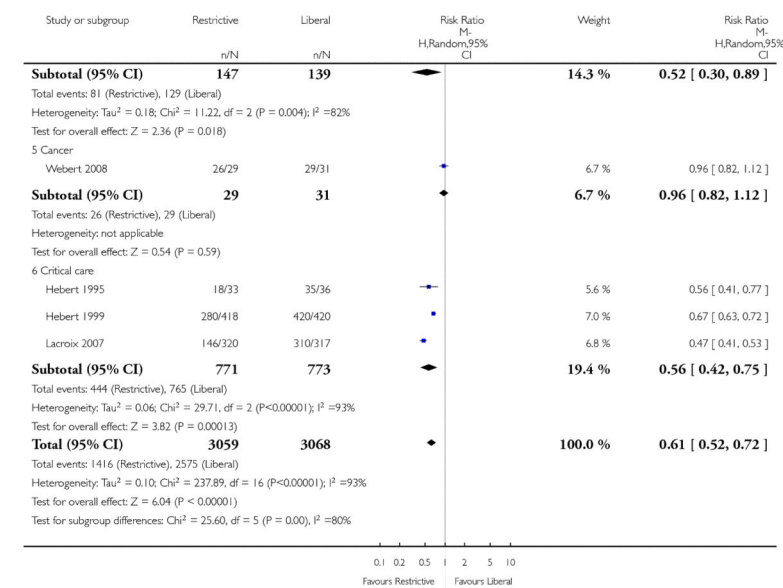 Study or subgroup Restrictive Liberal Risk Ratio Weight Risk Ratio
M- M-
H,Random,95% H,Random,95%
n/N n/N CI CI
Subtotal (95% CI) 147 139 14.3 % 0.52 [ 0.30, 0.89 ]
Total events: 81 (Restrictive), 129 (Liberal)
Heterogeneity: Tau² = 0.18; Chi² = 11.22, df = 2 (P = 0.004); I² =82%
Test for overall effect: Z = 2.36 (P = 0.018)
5 Cancer
Webert 2008 26/29 29/31 6.7 % 0.96 [ 0.82, 1.12 ]
Subtotal (95% CI) 29 31 6.7 % 0.96 [ 0.82, 1.12 ]
Total events: 26 (Restrictive), 29 (Liberal)
Heterogeneity: not applicable
Test for overall effect: Z = 0.54 (P = 0.59)
6 Critical care
Hebert 1995 18/33 35/36 5.6 % 0.56 [ 0.41, 0.77 ]
Hebert 1999 280/418 420/420 7.0 % 0.67 [ 0.63, 0.72 ]
Lacroix 2007 146/320 310/317 6.8 % 0.47 [ 0.41, 0.53 ]
Subtotal (95% CI) 771 773 19.4 % 0.56 [ 0.42, 0.75 ]
Total events: 444 (Restrictive), 765 (Liberal)
Heterogeneity: Tau² = 0.06; Chi² = 29.71, df = 2 (P<0.00001); I² =93%
Test for overall effect: Z = 3.82 (P = 0.00013)
Total (95% CI) 3059 3068 100.0 % 0.61 [ 0.52, 0.72 ]
Total events: 1416 (Restrictive), 2575 (Liberal)
Heterogeneity: Tau² = 0.10; Chi² = 237.89, df = 16 (P<0.00001); I² =93%
Test for overall effect: Z = 6.04 (P < 0.00001)
Test for subgroup differences: Chi² = 25.60, df = 5 (P = 0.00), I² =80%
0.1 0.2 0.5 1 2 5 10
Favours Restrictive Favours Liberal